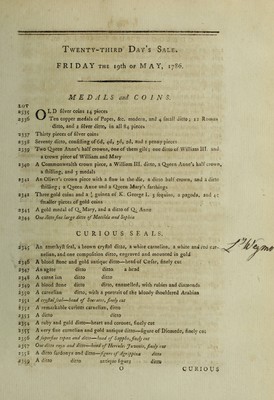 TWENTY-THIRD DAY'S SALE,
FRIDAY THE 19th OF MAY, 1786.
MEDALS and COINS.
LOT
2335 OLD silver coins 24 pieces
2336 Ten copper medals of Popes, &c. modern, and 4 small ditto; 22 Roman
ditto, and 2 silver ditto, in all 64 pieces
2337 Thirty pieces of silver coins
2338 Seventy ditto, consisting of 6d, 4d, 3d, 2d, and penny pieces
2339 Two Queen Anne's half crowns, one of them gilt; one ditto of William III. and
a crown piece of William and Mary
2340 A Commonwealth crown piece, a William III. ditto, a Queen Anne's half crown,
a shilling, and 3 medals
2341 An Oliver's crown piece with a flaw in the die, a ditto half crown, and a ditto
shilling; a Queen Anne and a Queen Mary's farthings
2342 Three gold coins and a ¼ guinea of K. George I. 3 sequins, 2 pagoda, and
smaller pieces of gold coins
2343 A gold medal of Q. Mary, and a ditto of Q. Anne
2344 One ditto fine large ditto of Matilda and Sophia
CURIOUS SEALS.
2345 An amethyst seal, a brown crystal ditto, a white cornelian, a white and red cor-
nelian, and one composition ditto, engraved and mounted in gold
2346 A blood stone and gold antique ditto—head of Cæsar, finely cut
2347 An agate ditto ditto a head
2348 A ditto ditto
2349 A blood stone ditto ditto, enamelled, with rubies and diamonds
2350 A cornelian ditto, with a portrait of the bloody shouldered Arabian
2351 A crystal seal—head of finely cut
2352 A remarkable curious cornelian, ditto
2353 A ditto ditto
2354 A ruby and gold ditto—heart and coronet, finely cut
2355 A very fine cornelian and gold antique ditto—figure of Diomede, finely cut
2356 A superfine onyx and ditto—head of finely cut
2357 One ditto onyx and ditto—head of Hercules finely cut
2358 A ditto sardonyx and ditto—figure of Agrippina ditto
2359 A ditto ditto antique figure ditto
O CURIOUS